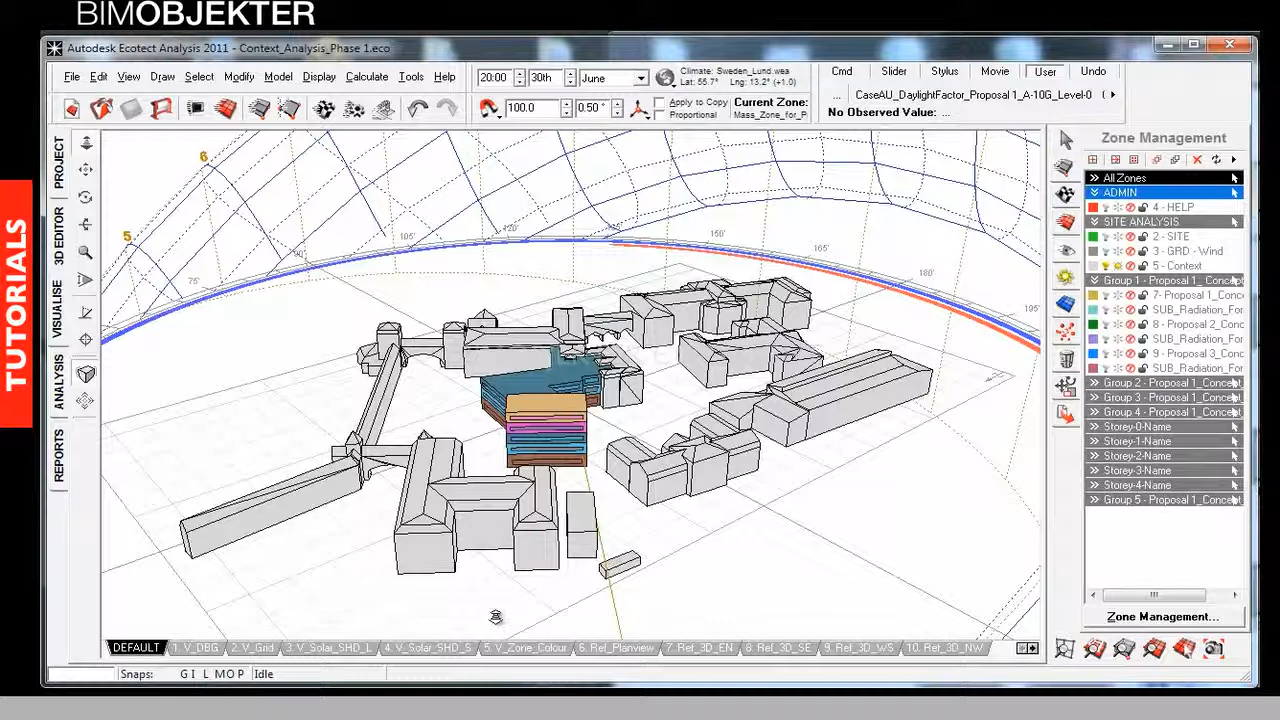 BIMOBJEKTER
TUTORIALS
Autodesk Ecotect Analysis 2011 - Context_Analysis_Phase 1.eco
File Edit View Draw Select Modify Model Display Calculate Tools Help
20:00 30th June
Climate: Sweden_Lund.wea
Lat: 55.7° Lng: 13.2° (+1.0)
Cmd Slider Stylus Movie User Undo
... CaseAU_DaylightFactor_Proposal 1_A-10G_Level-0 (
No Observed Value: ...
100.0 0.50 °
Apply to Copy
Proportional
Current Zone:
Mass_Zone_for_P
PROJECT
3D EDITOR
VISUALISE
ANALYSIS
REPORTS
6
5
75°
90°
120°
150°
165°
180°
195°
Zone Management
All Zones
ADMIN
4 - HELP
SITE ANALYSIS
2 - SITE
3 - GRD - Wind
5 - Context
Group 1 - Proposal 1_Concept
7- Proposal 1_Conce
SUB_Radiation_For
8 - Proposal 2_Conc
SUB_Radiation_For
9 - Proposal 3_Conc
SUB_Radiation_For
Group 2 - Proposal 1_Concept
Group 3 - Proposal 1_Concept
Group 4 - Proposal 1_Concept
Storey-0-Name
Storey-1-Name
Storey-2-Name
Storey-3-Name
Storey-4-Name
Group 5 - Proposal 1_Concept
Zone Management...
DEFAULT 1. V_DBG 2. V_Grid 3. V_Solar_SHD_L 4. V_Solar_SHD_S 5. V_Zone_Colour 6. Ref_Planview 7. Ref_3D_EN 8. Ref_3D_SE 9. Ref_3D_WS 10. Ref_3D_NW
Snaps: G I L M O P Idle